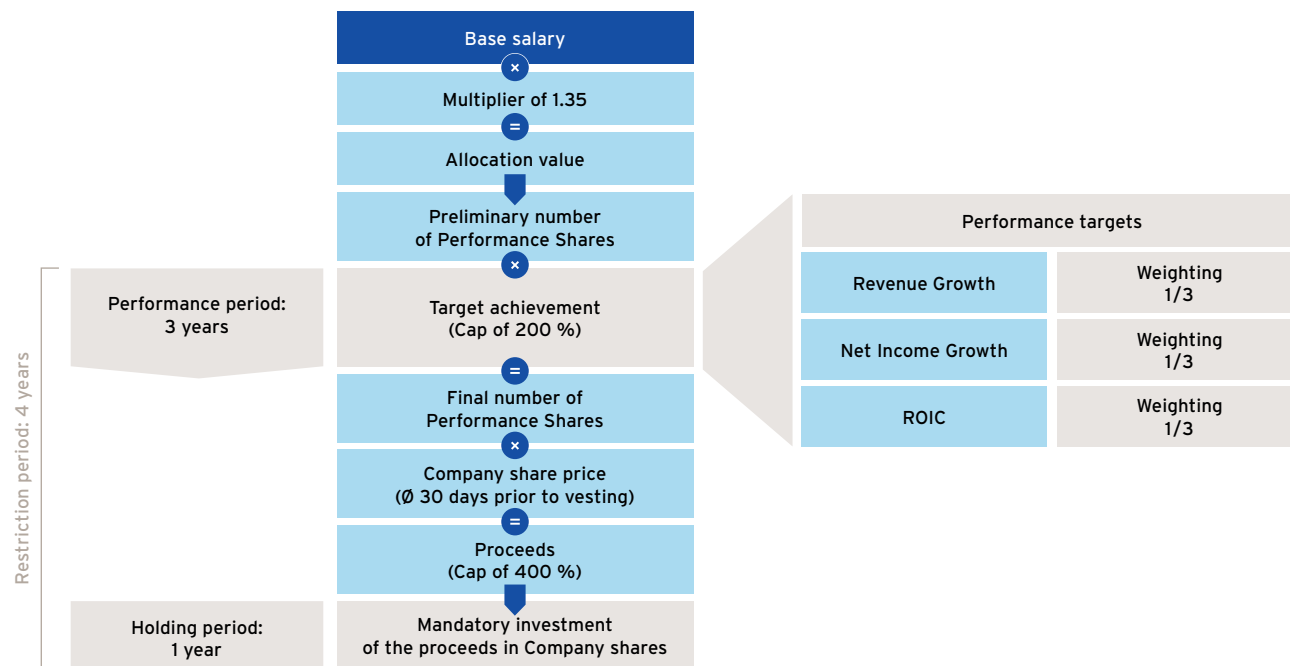 Base salary
×
Multiplier of 1.35
=
Allocation value
Preliminary number
of Performance Shares
×
Restriction period: 4 years
Performance period:
3 years
Target achievement
(Cap of 200 %)
Performance targets
Revenue Growth
Weighting
1/3
Net Income Growth
Weighting
1/3
ROIC
Weighting
1/3
=
Final number of
Performance Shares
×
Company share price
(Ø 30 days prior to vesting)
=
Proceeds
(Cap of 400 %)
Holding period:
1 year
Mandatory investment
of the proceeds in Company shares